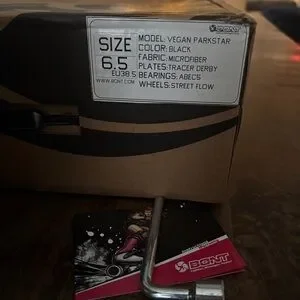 SIZE
6.5
EU38.5
WWW.BONT.COM
MODEL: VEGAN PARKSTAR
COLOR: BLACK
FABRIC: MICROFIBER
PLATES: TRACER DERBY
BEARINGS: ABEC5
WHEELS: STREET FLOW
BONT
BONT